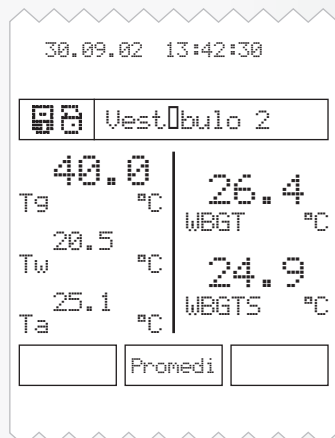 30.09.02 13:42:30
Vest▯bulo 2
40.0
Tg °C
20.5
Tw °C
25.1
Ta °C
26.4
WBGT °C
24.9
WBGTS °C
Promedi